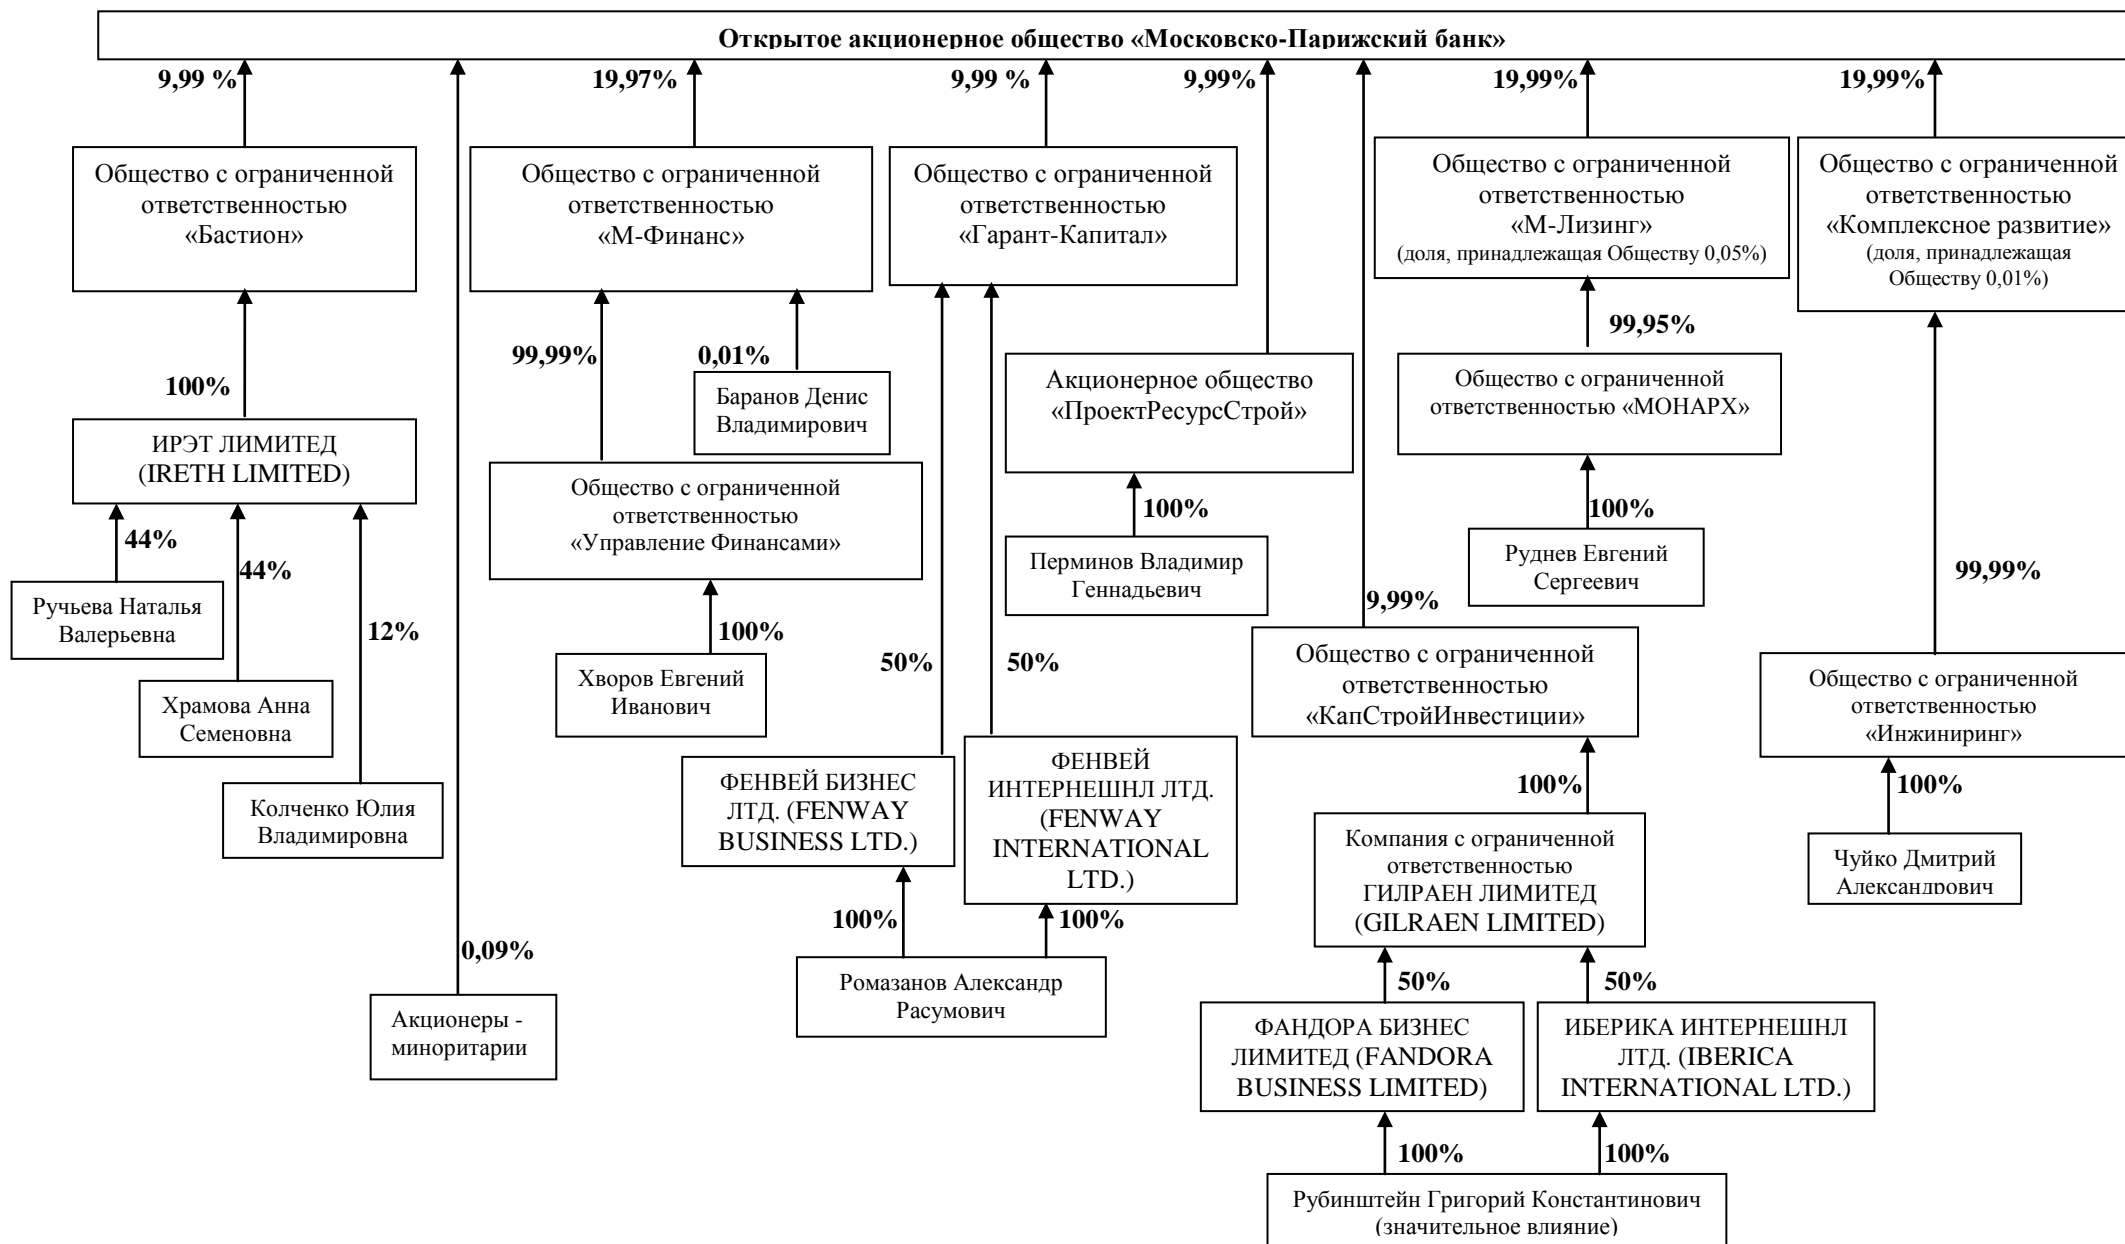 Открытое акционерное общество «Московско-Парижский банк»
9,99 %
19,97%
9,99 %
9,99%
19,99%
19,99%
Общество с ограниченной
ответственностью
«Бастион»
Общество с ограниченной
ответственностью
«М-Финанс»
Общество с ограниченной
ответственностью
«Гарант-Капитал»
Общество с ограниченной
ответственностью
«М-Лизинг»
(доля, принадлежащая Обществу 0,05%)
Общество с ограниченной
ответственностью
«Комплексное развитие»
(доля, принадлежащая
Обществу 0,01%)
100%
99,99%
0,01%
99,95%
Баранов Денис
Владимирович
Акционерное общество
«ПроектРесурсСтрой»
Общество с ограниченной
ответственностью «МОНАРХ»
ИРЭТ ЛИМИТЕД
(IRETH LIMITED)
Общество с ограниченной
ответственностью
«Управление Финансами»
100%
100%
44%
44%
12%
Перминов Владимир
Геннадьевич
Руднев Евгений
Сергеевич
99,99%
Ручьева Наталья
Валерьевна
100%
50%
50%
9,99%
Храмова Анна
Семеновна
Хворов Евгений
Иванович
Общество с ограниченной
ответственностью
«КапСтройИнвестиции»
Общество с ограниченной
ответственностью
«Инжиниринг»
Колченко Юлия
Владимировна
ФЕНВЕЙ БИЗНЕС
ЛТД. (FENWAY
BUSINESS LTD.)
ФЕНВЕЙ
ИНТЕРНЕШНЛ ЛТД.
(FENWAY
INTERNATIONAL
LTD.)
100%
100%
Компания с ограниченной
ответственностью
ГИЛРАЕН ЛИМИТЕД
(GILRAEN LIMITED)
Чуйко Дмитрий
Александрович
100%
100%
0,09%
Ромазанов Александр
Расумович
50%
50%
Акционеры -
миноритарии
ФАНДОРА БИЗНЕС
ЛИМИТЕД (FANDORA
BUSINESS LIMITED)
ИБЕРИКА ИНТЕРНЕШНЛ
ЛТД. (IBERICA
INTERNATIONAL LTD.)
100%
100%
Рубинштейн Григорий Константинович
(значительное влияние)